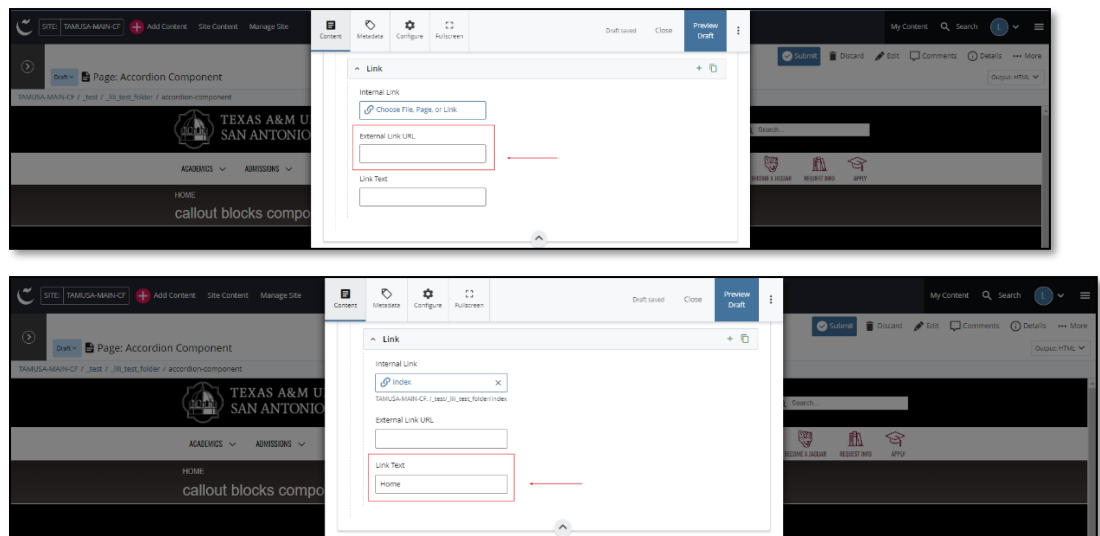 SITE: TAMUSA-MAIN-CF Add Content Site Content Manage Site
Content Metadata Configure Fullscreen Draft saved Close Preview Draft
My Content Search L
Submit Discard Edit Comments Details More
Draft Page: Accordion Component
Output: HTML
TAMUSA-MAIN-CF / _test / _lili_test_folder / accordion-component
Link
Internal Link
Choose File, Page, or Link
External Link URL
Link Text
TEXAS A&M U
SAN ANTONIO
Search...
ACADEMICS ADMISSIONS
BECOME A JAGUAR REQUEST INFO APPLY
HOME
callout blocks compo
SITE: TAMUSA-MAIN-CF Add Content Site Content Manage Site
Content Metadata Configure Fullscreen Draft saved Close Preview Draft
My Content Search L
Submit Discard Edit Comments Details More
Draft Page: Accordion Component
Output: HTML
TAMUSA-MAIN-CF / _test / _lili_test_folder / accordion-component
Link
Internal Link
Index
TAMUSA-MAIN-CF: /_test/_lili_test_folder/index
External Link URL
Link Text
Home
TEXAS A&M U
SAN ANTONIO
Search...
ACADEMICS ADMISSIONS
BECOME A JAGUAR REQUEST INFO APPLY
HOME
callout blocks compo